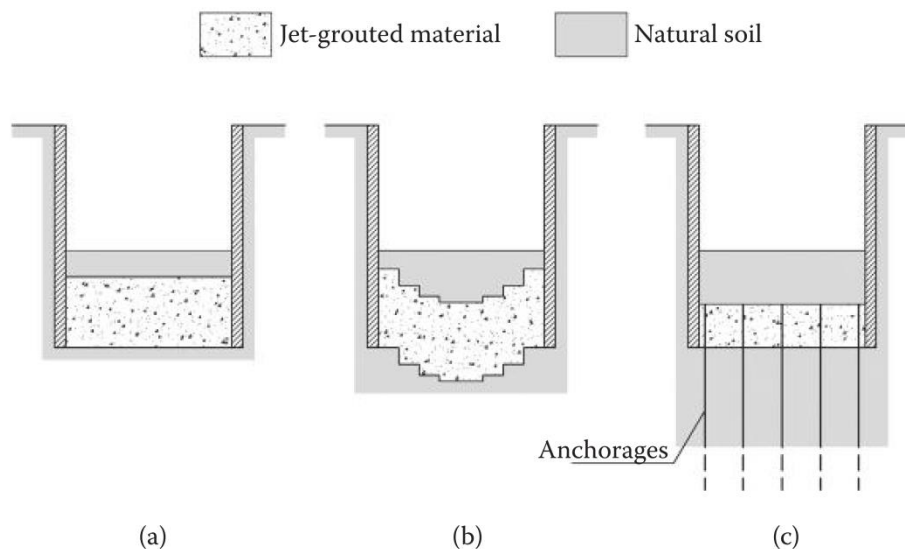 Jet-grouted material
Natural soil
Anchorages
(a)
(b)
(c)